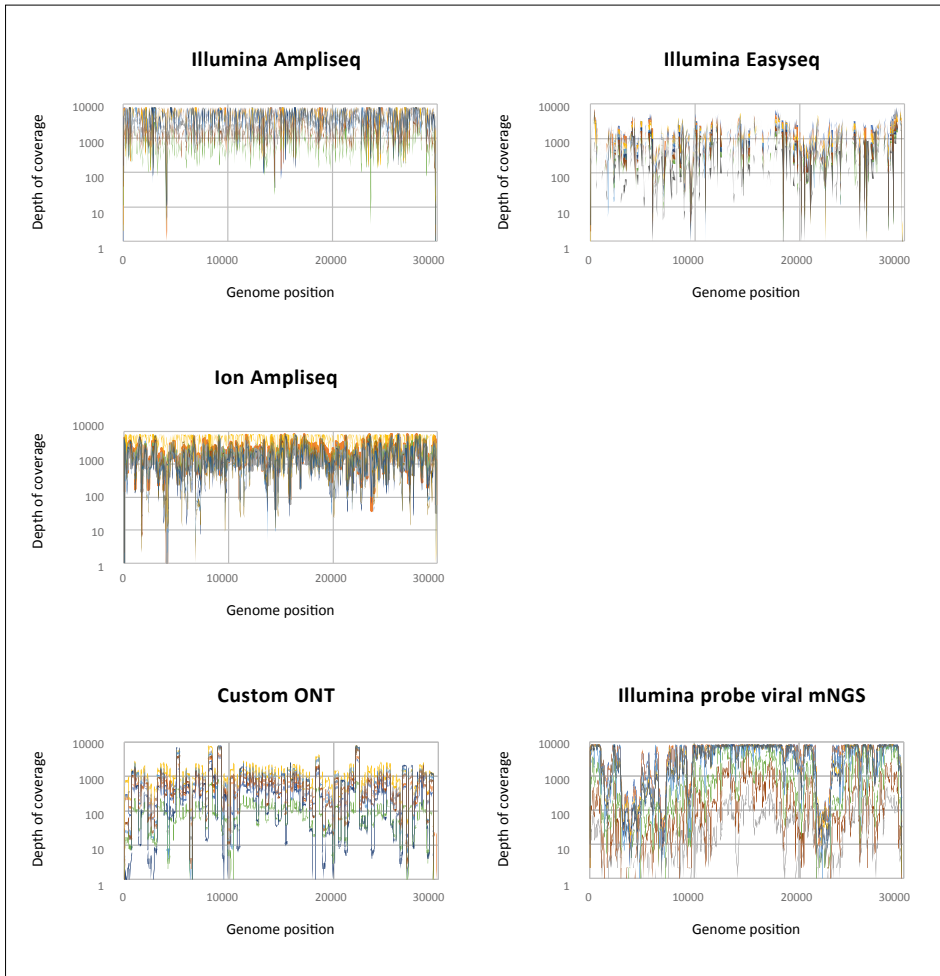 Illumina Ampliseq
Depth of coverage
10000
1000
100
10
1
0 10000 20000 30000
Genome position
Illumina Easyseq
Depth of coverage
10000
1000
100
10
1
0 10000 20000 30000
Genome position
Ion Ampliseq
Depth of coverage
10000
1000
100
10
1
0 10000 20000 30000
Genome position
Custom ONT
Depth of coverage
10000
1000
100
10
1
0 10000 20000 30000
Genome position
Illumina probe viral mNGS
Depth of coverage
10000
1000
100
10
1
0 10000 20000 30000
Genome position